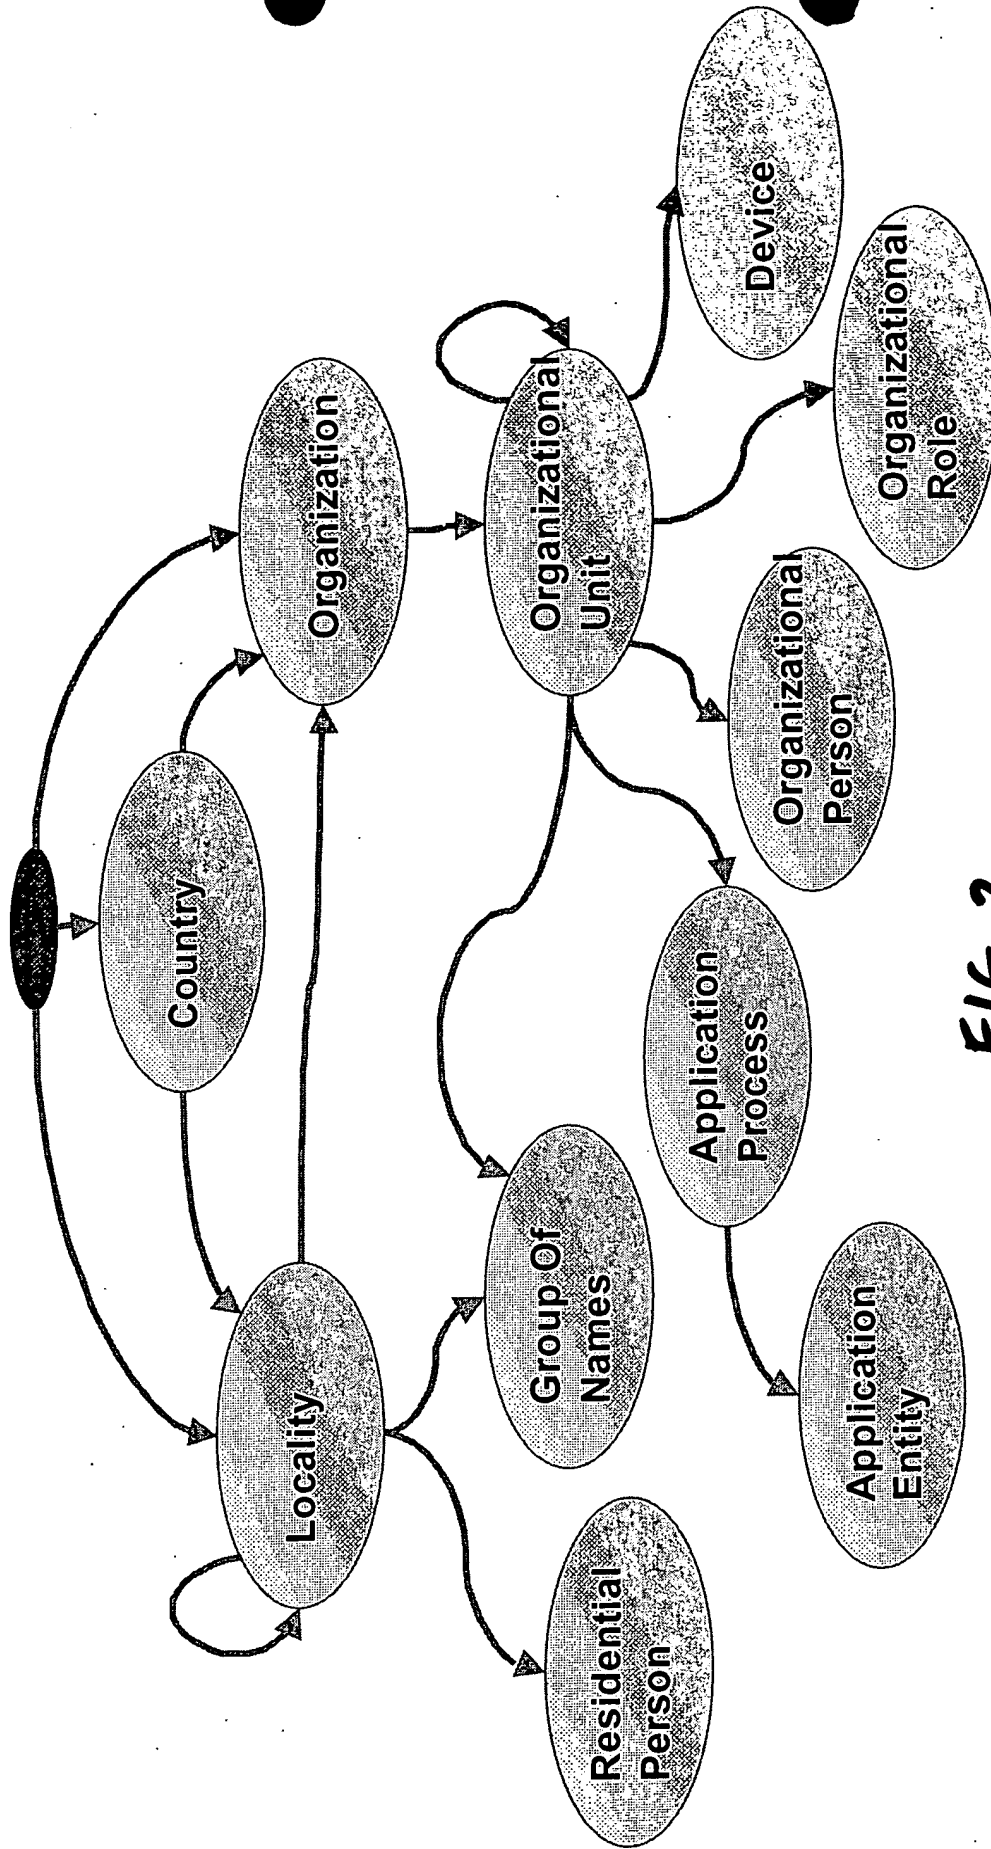 Country
Locality
Organization
Residential
Person
Group Of
Names
Organizational
Unit
Application
Entity
Application
Process
Organizational
Person
Organizational
Role
Device
FIG. 2